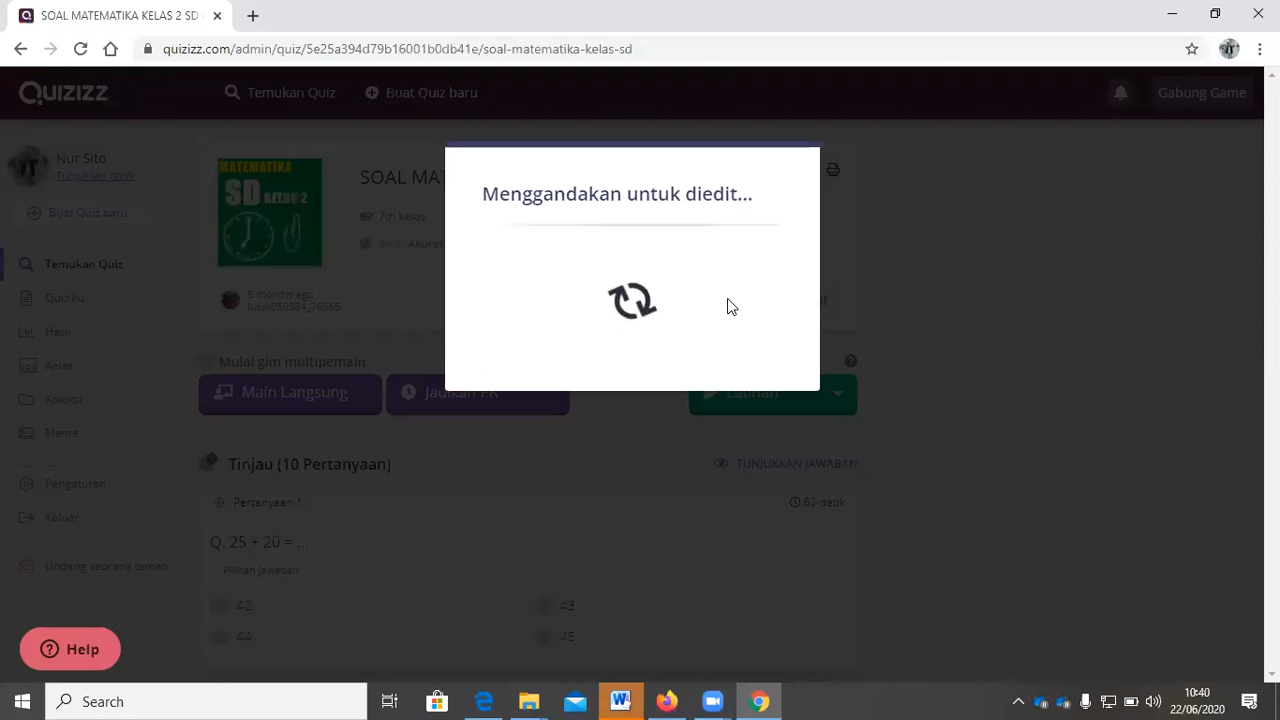 SOAL MATEMATIKA KELAS 2 SD
quizizz.com/admin/quiz/5e25a394d79b16001b0db41e/soal-matematika-kelas-sd
QUIZIZZ
Temukan Quiz
Buat Quiz baru
Gabung Game
Nur Sito
Tunjukkan profil
Buat Quiz baru
Temukan Quiz
Quiz ku
Hasil
Kelas
Koleksi
Meme
Pengaturan
Keluar
Undang seorang teman
Help
MATEMATIKA
SD KELAS 2
SOAL MAT
7th kelas
Akuras
5 months ago
Menggandakan untuk diedit...
Mulai gim multipemain
Main Langsung
Jadikan PR
Latihan
Tinjau (10 Pertanyaan)
TUNJUKKAN JAWABAN
Pertanyaan 1
60 detik
Q. 25 + 20 = ...
Pilihan Jawaban
42
43
44
45
Search
10:40
22/06/2020